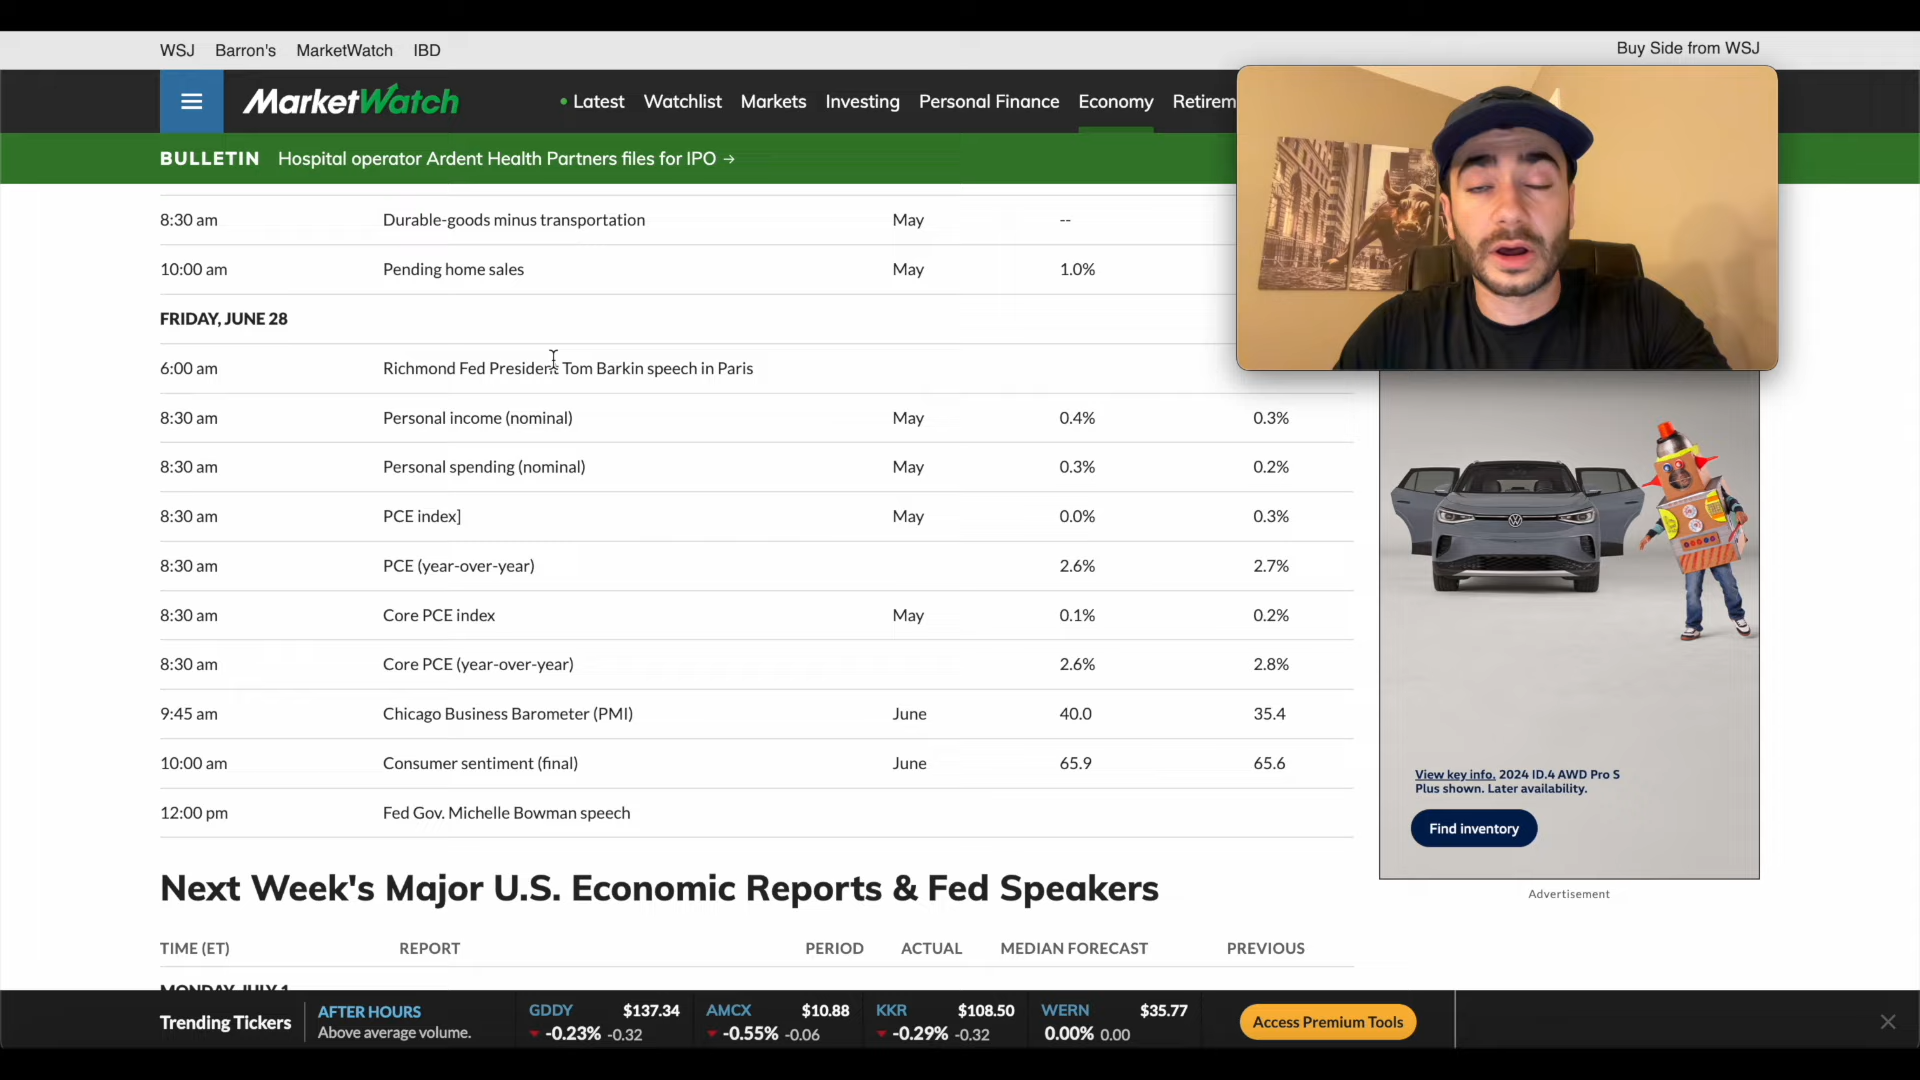 WSJ Barron's MarketWatch IBD Buy Side from WSJ
MarketWatch • Latest Watchlist Markets Investing Personal Finance Economy Retirem
BULLETIN Hospital operator Ardent Health Partners files for IPO →
8:30 am Durable-goods minus transportation May --
10:00 am Pending home sales May 1.0%
FRIDAY, JUNE 28
6:00 am Richmond Fed President Tom Barkin speech in Paris
8:30 am Personal income (nominal) May 0.4% 0.3%
8:30 am Personal spending (nominal) May 0.3% 0.2%
8:30 am PCE index] May 0.0% 0.3%
8:30 am PCE (year-over-year) 2.6% 2.7%
8:30 am Core PCE index May 0.1% 0.2%
8:30 am Core PCE (year-over-year) 2.6% 2.8%
9:45 am Chicago Business Barometer (PMI) June 40.0 35.4
10:00 am Consumer sentiment (final) June 65.9 65.6
12:00 pm Fed Gov. Michelle Bowman speech
View key info. 2024 ID.4 AWD Pro S
Plus shown. Later availability.
Find inventory
Advertisement
Next Week's Major U.S. Economic Reports & Fed Speakers
TIME (ET) REPORT PERIOD ACTUAL MEDIAN FORECAST PREVIOUS
MONDAY, JULY 1
Trending Tickers
AFTER HOURS
Above average volume.
GDDY $137.34
-0.23% -0.32
AMCX $10.88
-0.55% -0.06
KKR $108.50
-0.29% -0.32
WERN $35.77
0.00% 0.00
Access Premium Tools